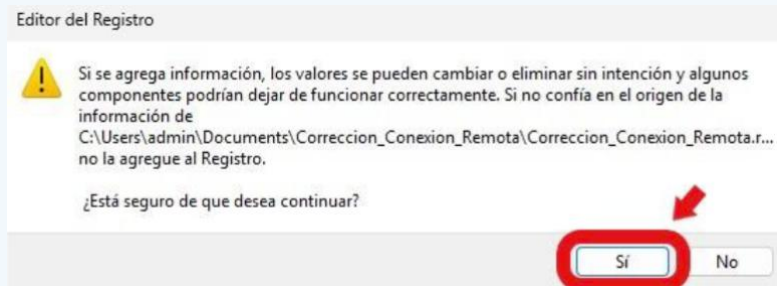 Editor del Registro
Si se agrega información, los valores se pueden cambiar o eliminar sin intención y algunos
componentes podrían dejar de funcionar correctamente. Si no confía en el origen de la
información de
C:\Users\admin\Documents\Correccion_Conexion_Remota\Correccion_Conexion_Remota.r...
no la agregue al Registro.
¿Está seguro de que desea continuar?
Sí No